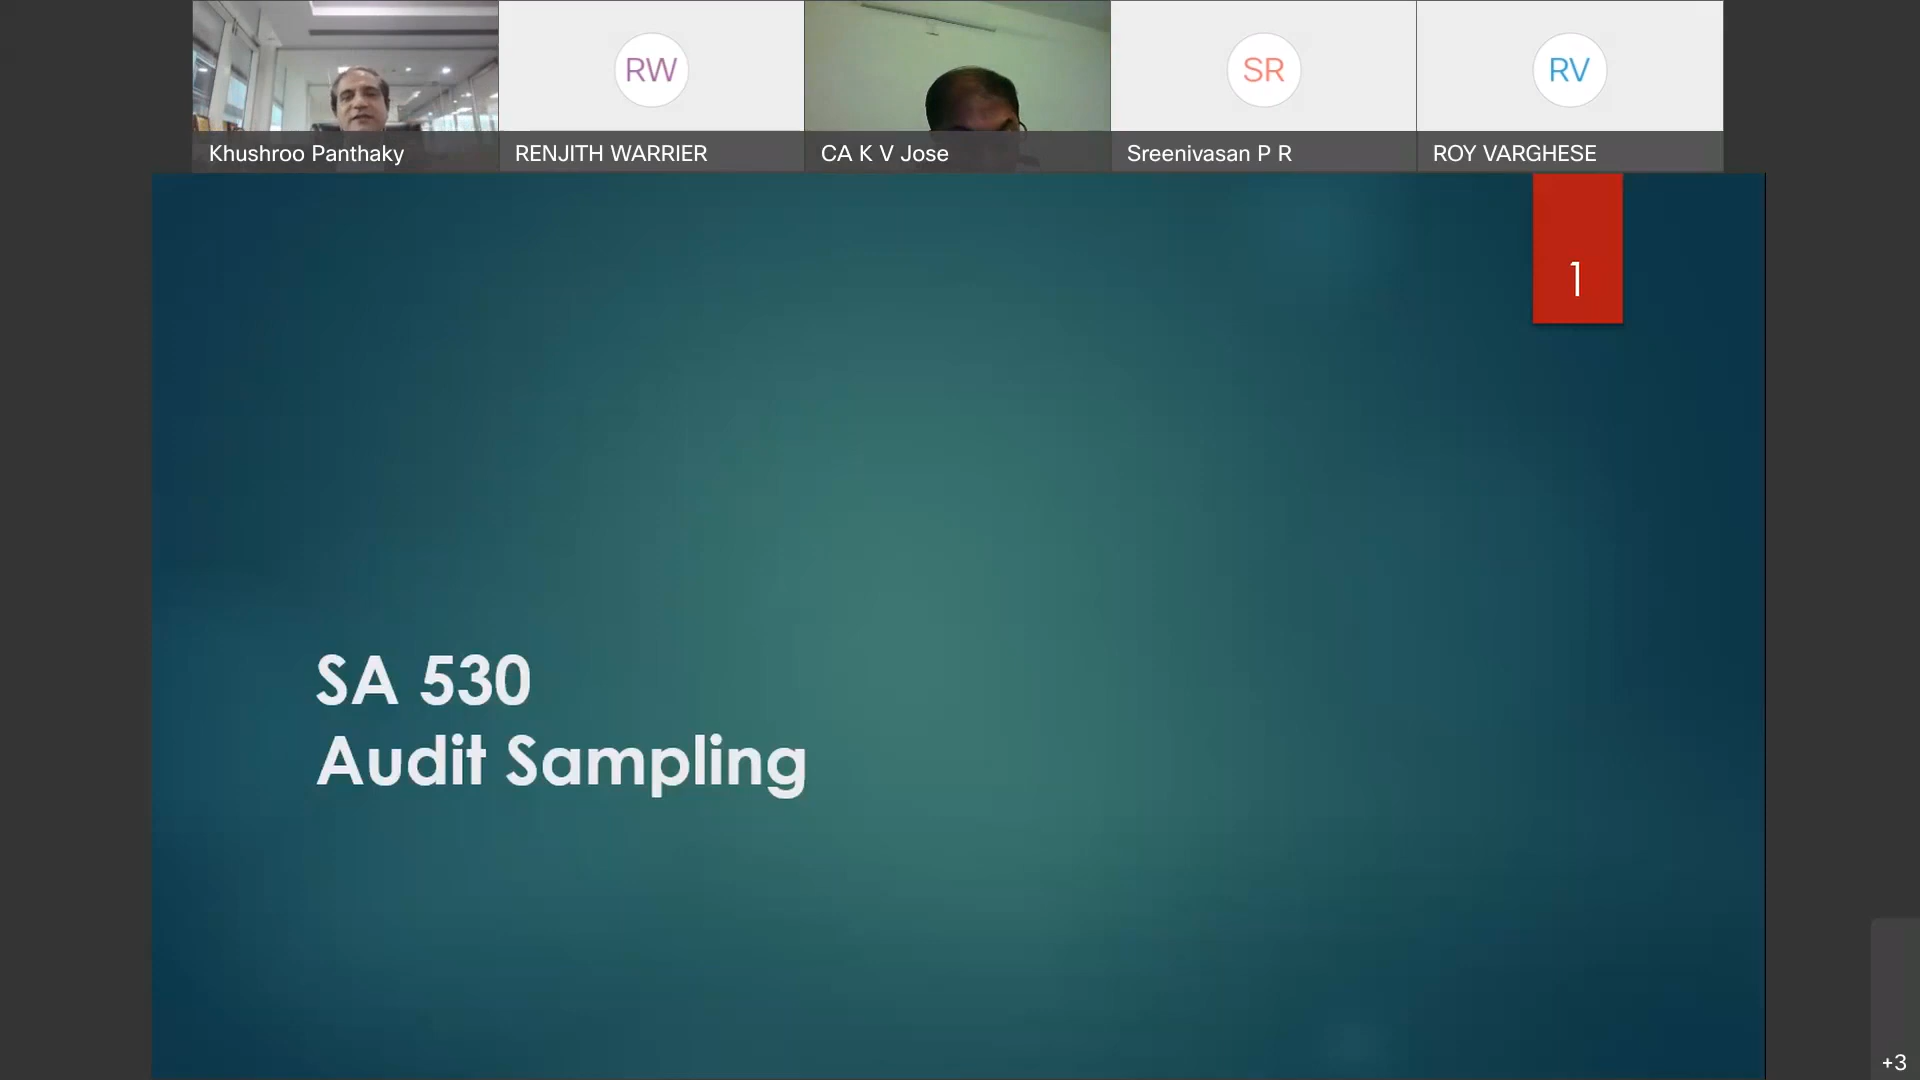 RW
SR
RV
Khushroo Panthaky
RENJITH WARRIER
CA K V Jose
Sreenivasan P R
ROY VARGHESE
1
SA 530
Audit Sampling
+3